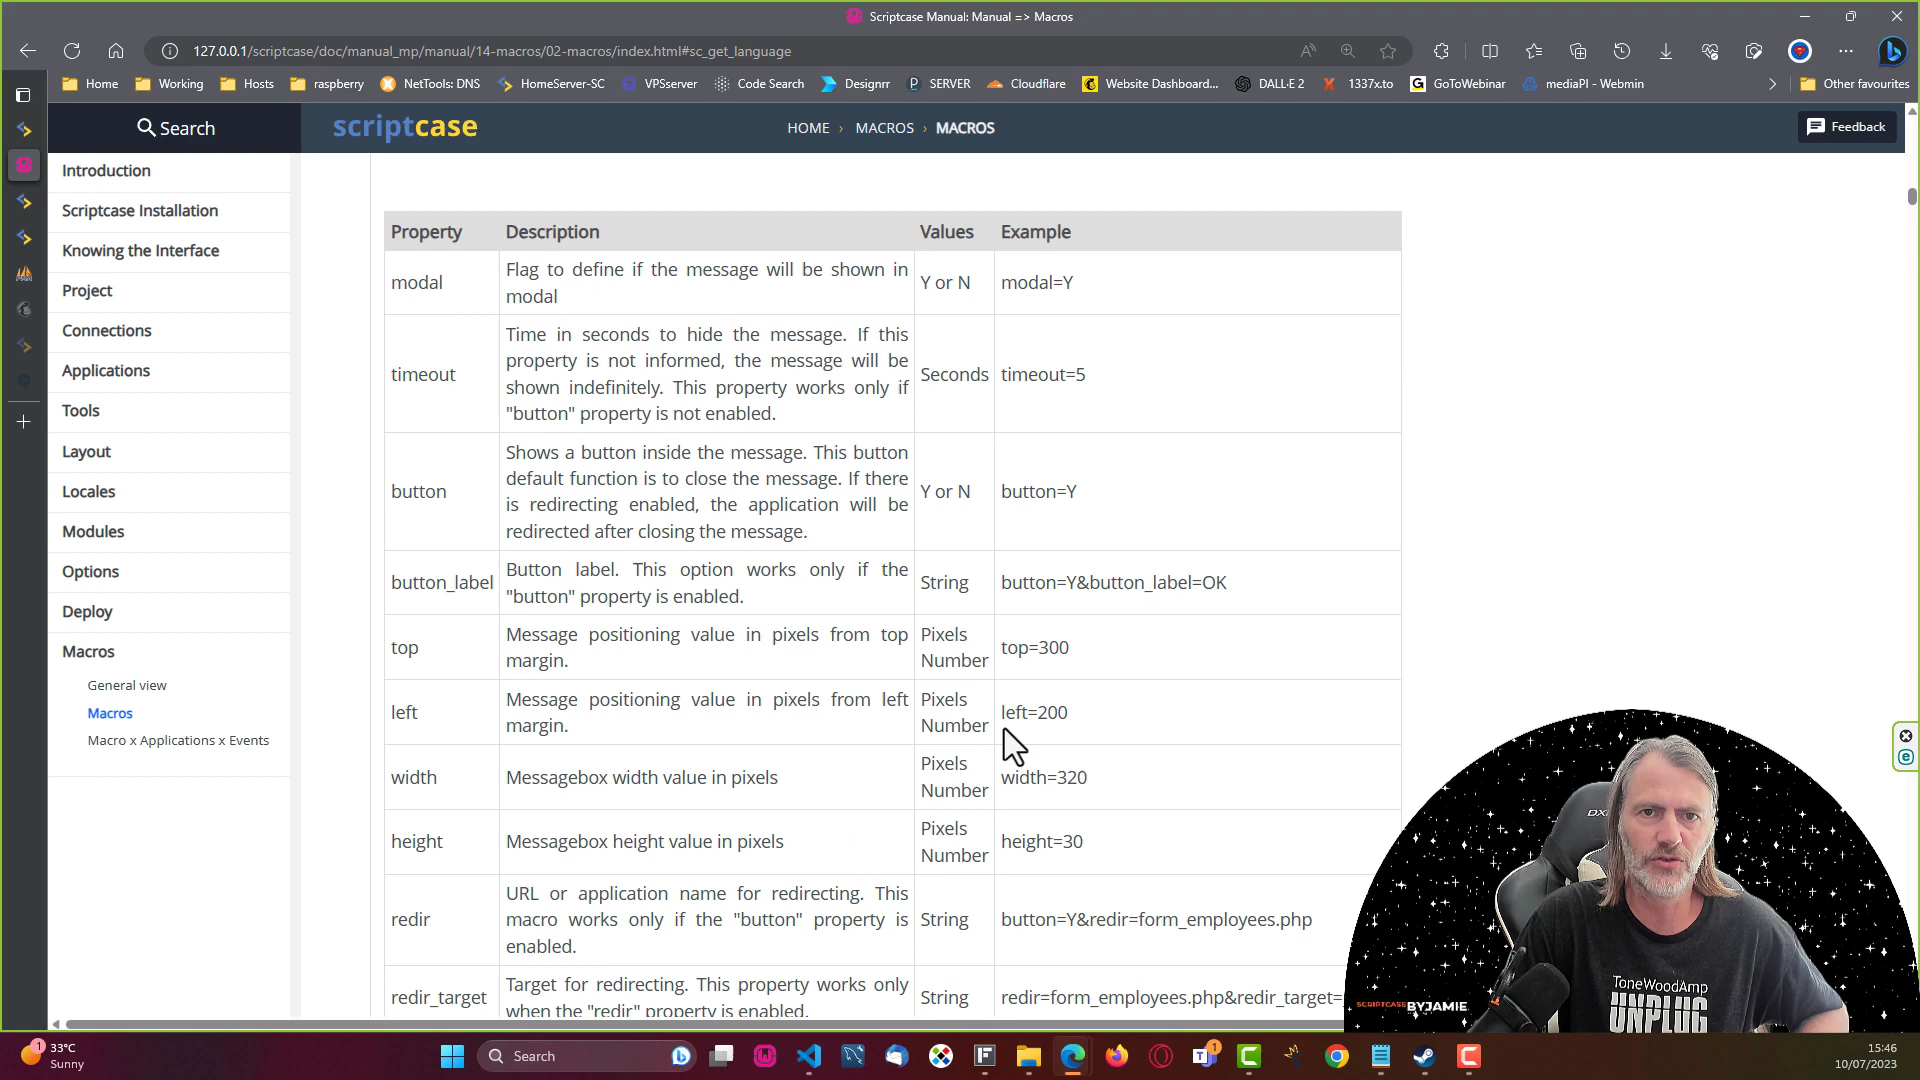 Scriptcase Manual: Manual => Macros
127.0.0.1/scriptcase/doc/manual_mp/manual/14-macros/02-macros/index.html#sc_get_language
Home Working Hosts raspberry NetTools: DNS HomeServer-SC VPSserver Code Search Designrr SERVER Cloudflare Website Dashboard... DALL·E 2 1337x.to GoToWebinar mediaPI - Webmin Other favourites
Search
scriptcase
HOME › MACROS › MACROS
Feedback
Introduction
Scriptcase Installation
Knowing the Interface
Project
Connections
Applications
Tools
Layout
Locales
Modules
Options
Deploy
Macros
General view
Macros
Macro x Applications x Events
Property Description Values Example
modal
Flag to define if the message will be shown in
modal
Y or N
modal=Y
timeout
Time in seconds to hide the message. If this
property is not informed, the message will be
shown indefinitely. This property works only if
"button" property is not enabled.
Seconds
timeout=5
button
Shows a button inside the message. This button
default function is to close the message. If there
is redirecting enabled, the application will be
redirected after closing the message.
Y or N
button=Y
button_label
Button label. This option works only if the
"button" property is enabled.
String
button=Y&button_label=OK
top
Message positioning value in pixels from top
margin.
Pixels
Number
top=300
left
Message positioning value in pixels from left
margin.
Pixels
Number
left=200
width
Messagebox width value in pixels
Pixels
Number
width=320
height
Messagebox height value in pixels
Pixels
Number
height=30
redir
URL or application name for redirecting. This
macro works only if the "button" property is
enabled.
String
button=Y&redir=form_employees.php
redir_target
Target for redirecting. This property works only
when the "redir" property is enabled.
String
redir=form_employees.php&redir_target=
ToneWoodAmp
UNPLUG
SCRIPTCASEBYJAMIE
1
33°C
Sunny
Search
1
15:46
10/07/2023